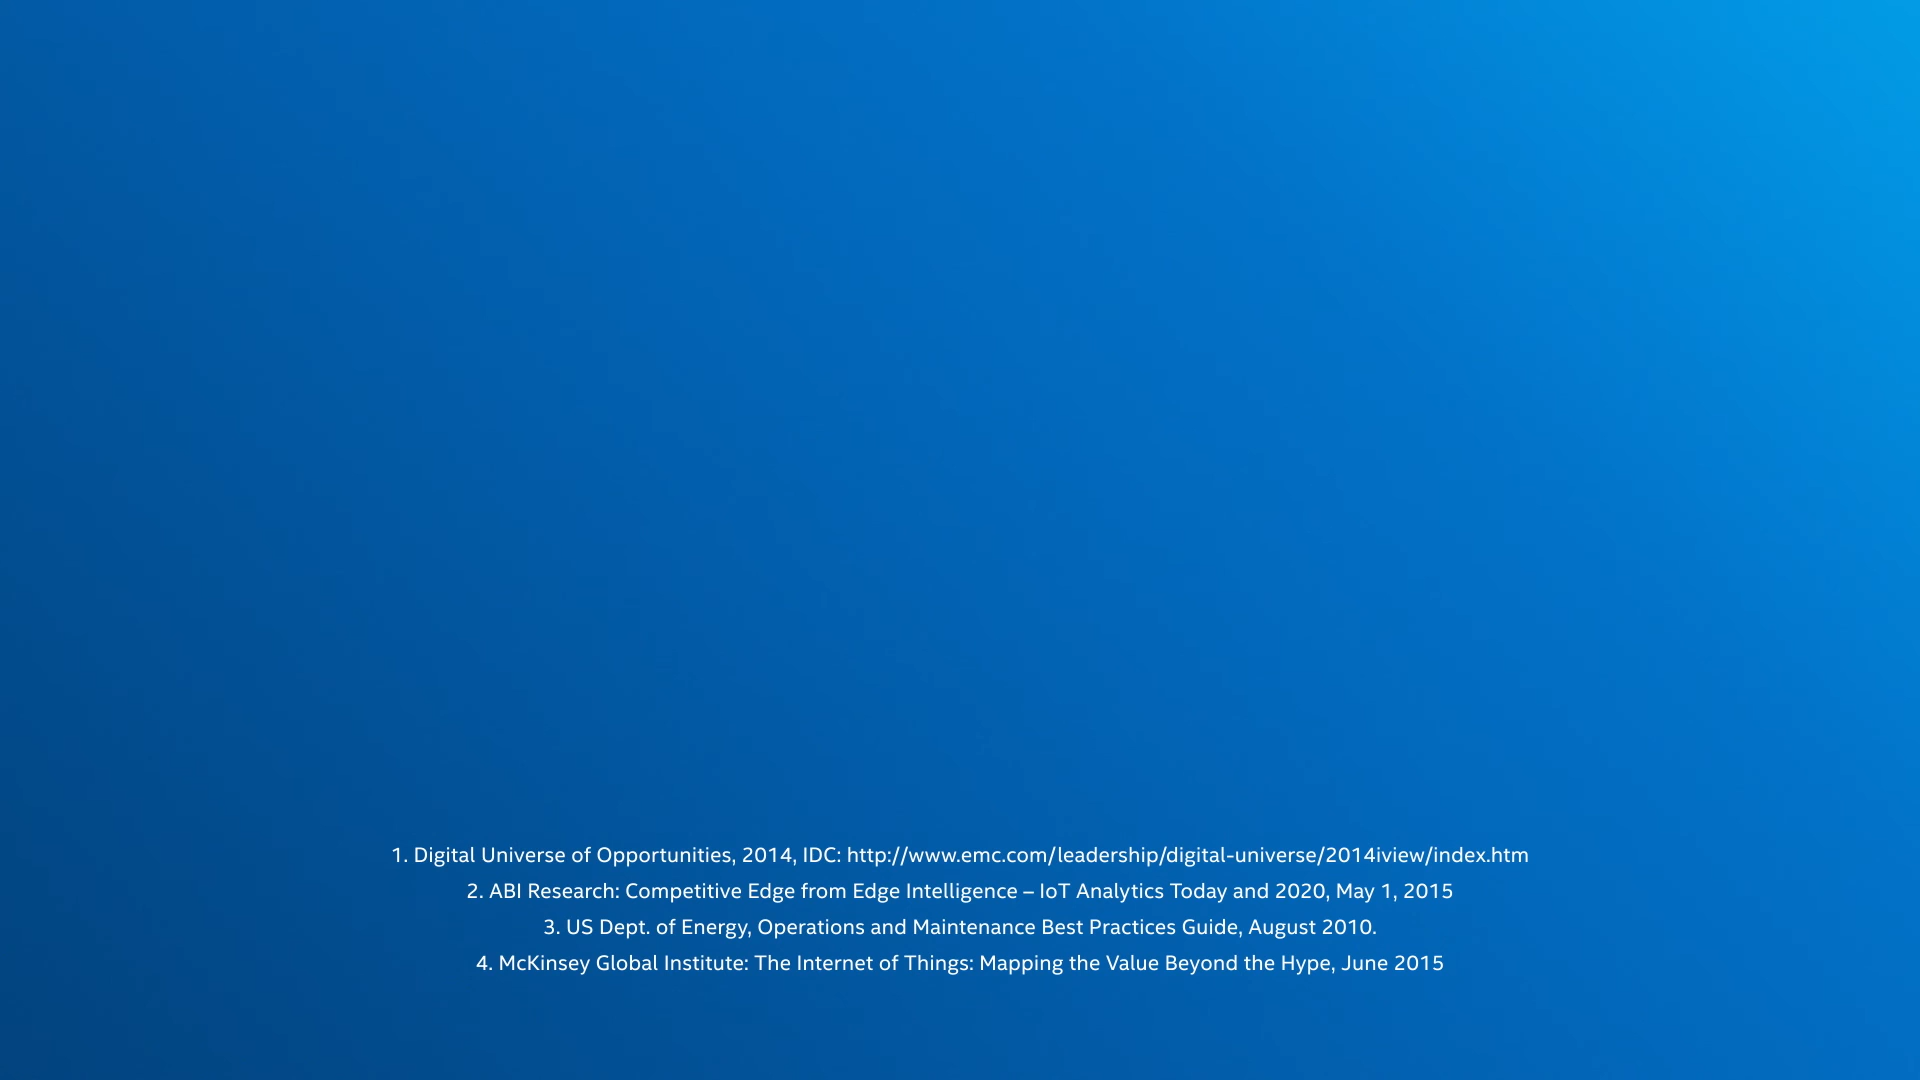 1. Digital Universe of Opportunities, 2014, IDC: http://www.emc.com/leadership/digital-universe/2014iview/index.htm
2. ABI Research: Competitive Edge from Edge Intelligence – IoT Analytics Today and 2020, May 1, 2015
3. US Dept. of Energy, Operations and Maintenance Best Practices Guide, August 2010.
4. McKinsey Global Institute: The Internet of Things: Mapping the Value Beyond the Hype, June 2015